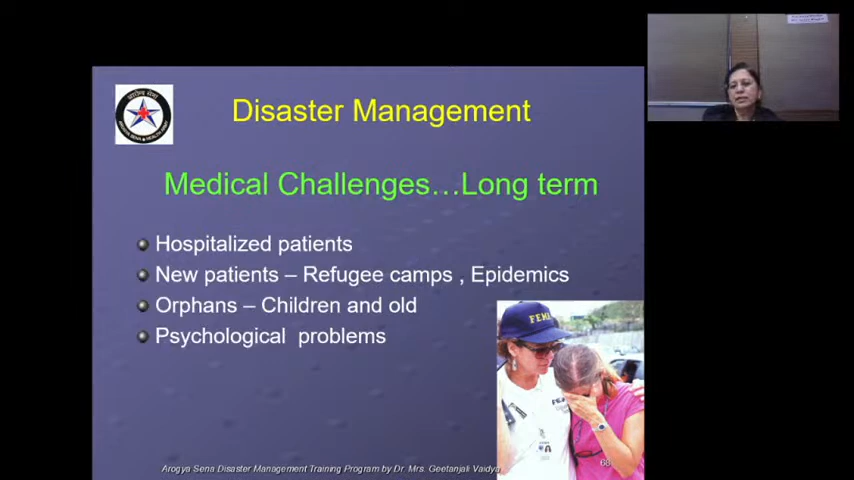 Disaster Management
Medical Challenges…Long term
Hospitalized patients
New patients – Refugee camps , Epidemics
Orphans – Children and old
Psychological problems
FEMA
Arogya Sena Disaster Management Training Program by Dr. Mrs. Geetanjali Vaidya
68